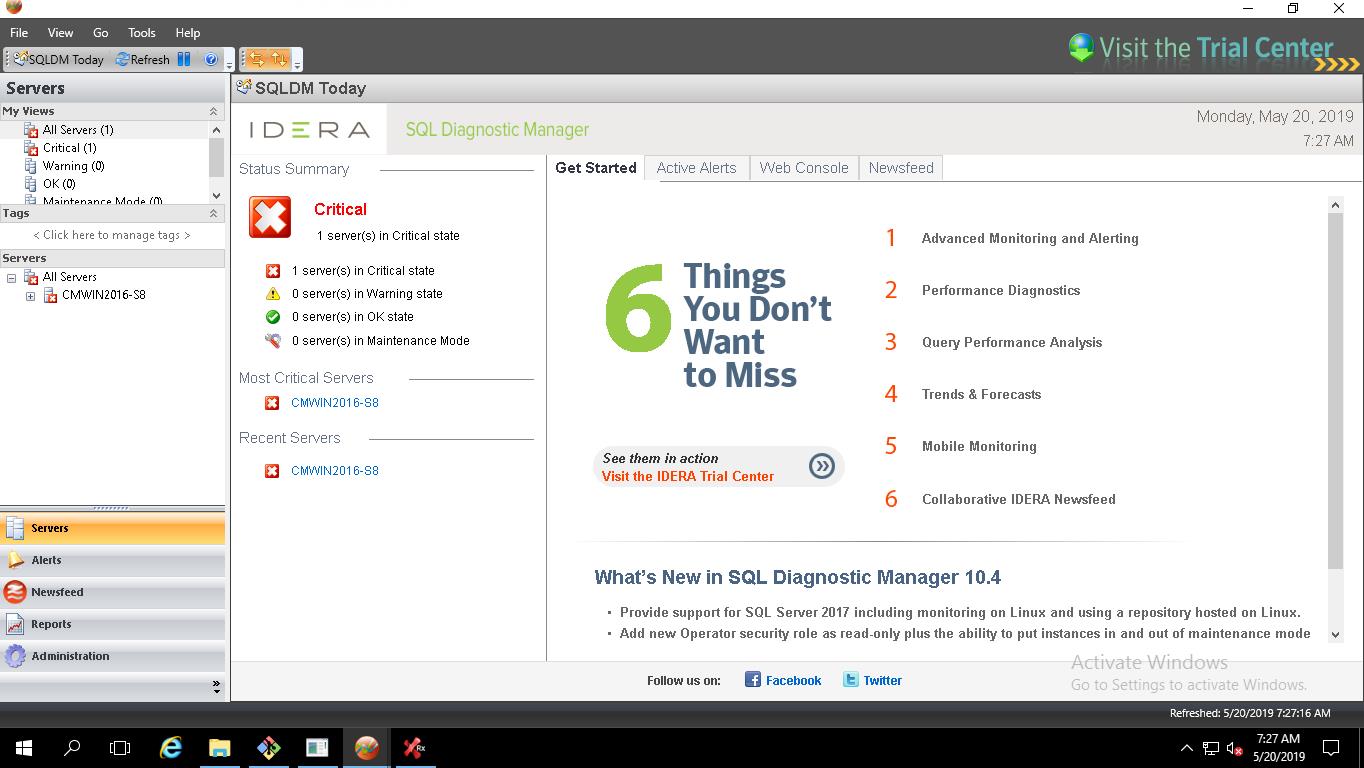 File View Go Tools Help
SQLDM Today Refresh
Visit the Trial Center
Servers
My Views
All Servers (1)
Critical (1)
Warning (0)
OK (0)
Maintenance Mode (0)
Tags
< Click here to manage tags >
Servers
All Servers
CMWIN2016-S8
Servers
Alerts
Newsfeed
Reports
Administration
SQLDM Today
IDERA SQL Diagnostic Manager
Monday, May 20, 2019
7:27 AM
Status Summary
Critical
1 server(s) in Critical state
1 server(s) in Critical state
0 server(s) in Warning state
0 server(s) in OK state
0 server(s) in Maintenance Mode
Most Critical Servers
CMWIN2016-S8
Recent Servers
CMWIN2016-S8
Get Started Active Alerts Web Console Newsfeed
6 Things
You Don't
Want
to Miss
See them in action
Visit the IDERA Trial Center
1 Advanced Monitoring and Alerting
2 Performance Diagnostics
3 Query Performance Analysis
4 Trends & Forecasts
5 Mobile Monitoring
6 Collaborative IDERA Newsfeed
What's New in SQL Diagnostic Manager 10.4
• Provide support for SQL Server 2017 including monitoring on Linux and using a repository hosted on Linux.
• Add new Operator security role as read-only plus the ability to put instances in and out of maintenance mode
Activate Windows
Go to Settings to activate Windows.
Follow us on: Facebook Twitter
Refreshed: 5/20/2019 7:27:16 AM
Rx
7:27 AM
5/20/2019